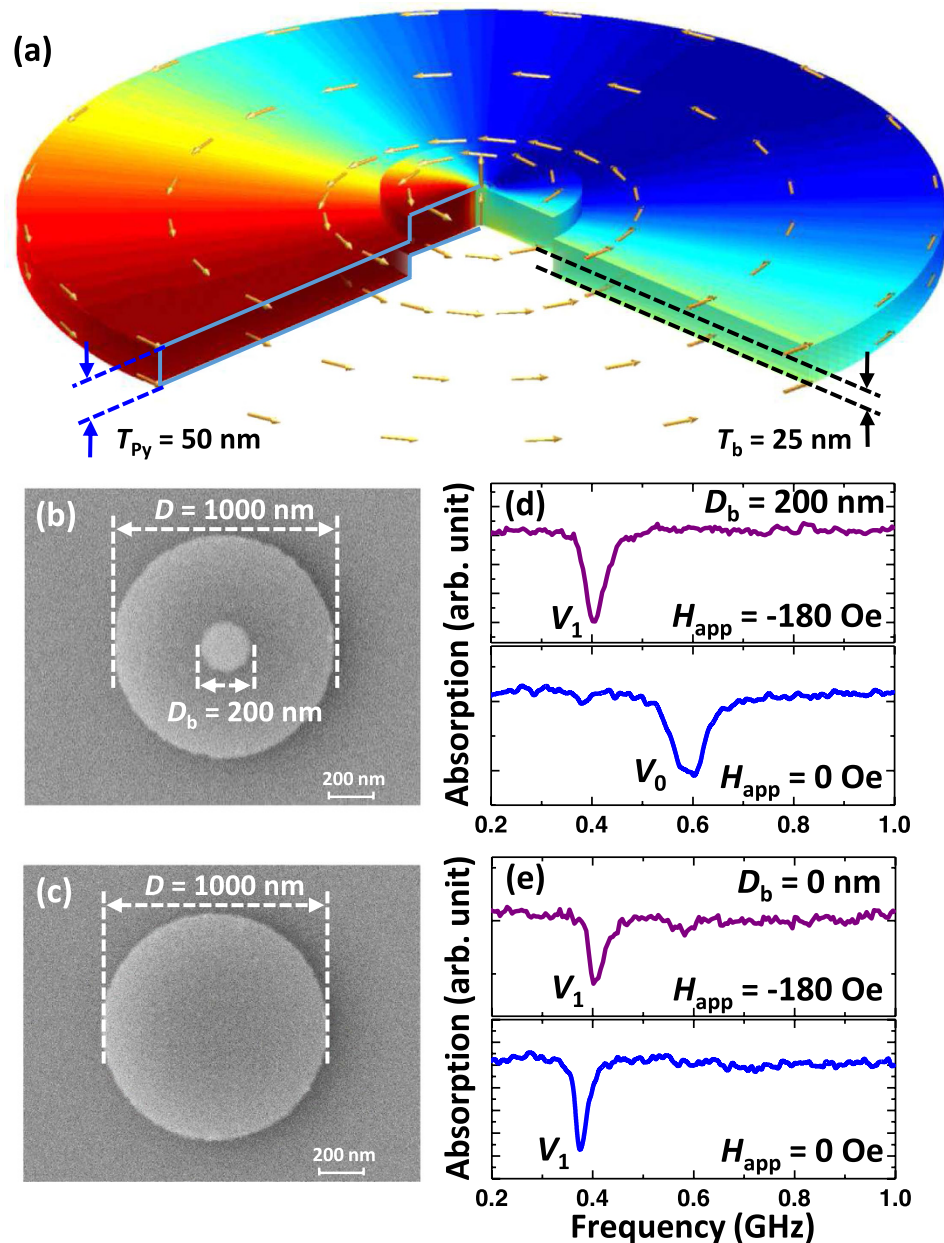 (a)
T_Py = 50 nm
T_b = 25 nm
(b)
D = 1000 nm
D_b = 200 nm
200 nm
(c)
D = 1000 nm
200 nm
(d)
D_b = 200 nm
V_1
H_app = -180 Oe
V_0
H_app = 0 Oe
Absorption (arb. unit)
0.2 0.4 0.6 0.8 1.0
(e)
D_b = 0 nm
V_1
H_app = -180 Oe
V_1
H_app = 0 Oe
Absorption (arb. unit)
0.2 0.4 0.6 0.8 1.0
Frequency (GHz)